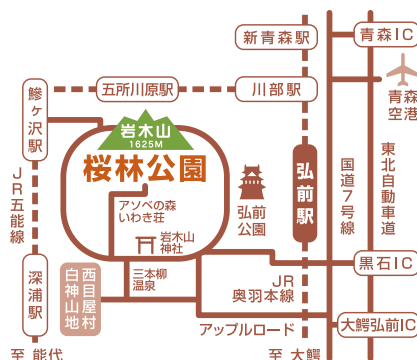 新青森駅
青森IC
五所川原駅
川部駅
青森
空港
鰺ヶ沢駅
岩木山
1625M
桜林公園
弘前駅
国道7号線
東北自動車道
JR五能線
アソベの森
いわき荘
弘前
公園
岩木山
神社
深浦駅
西目屋村
白神山地
三本柳
温泉
JR
奥羽本線
黒石IC
アップルロード
大鰐弘前IC
至 能代
至 大鰐